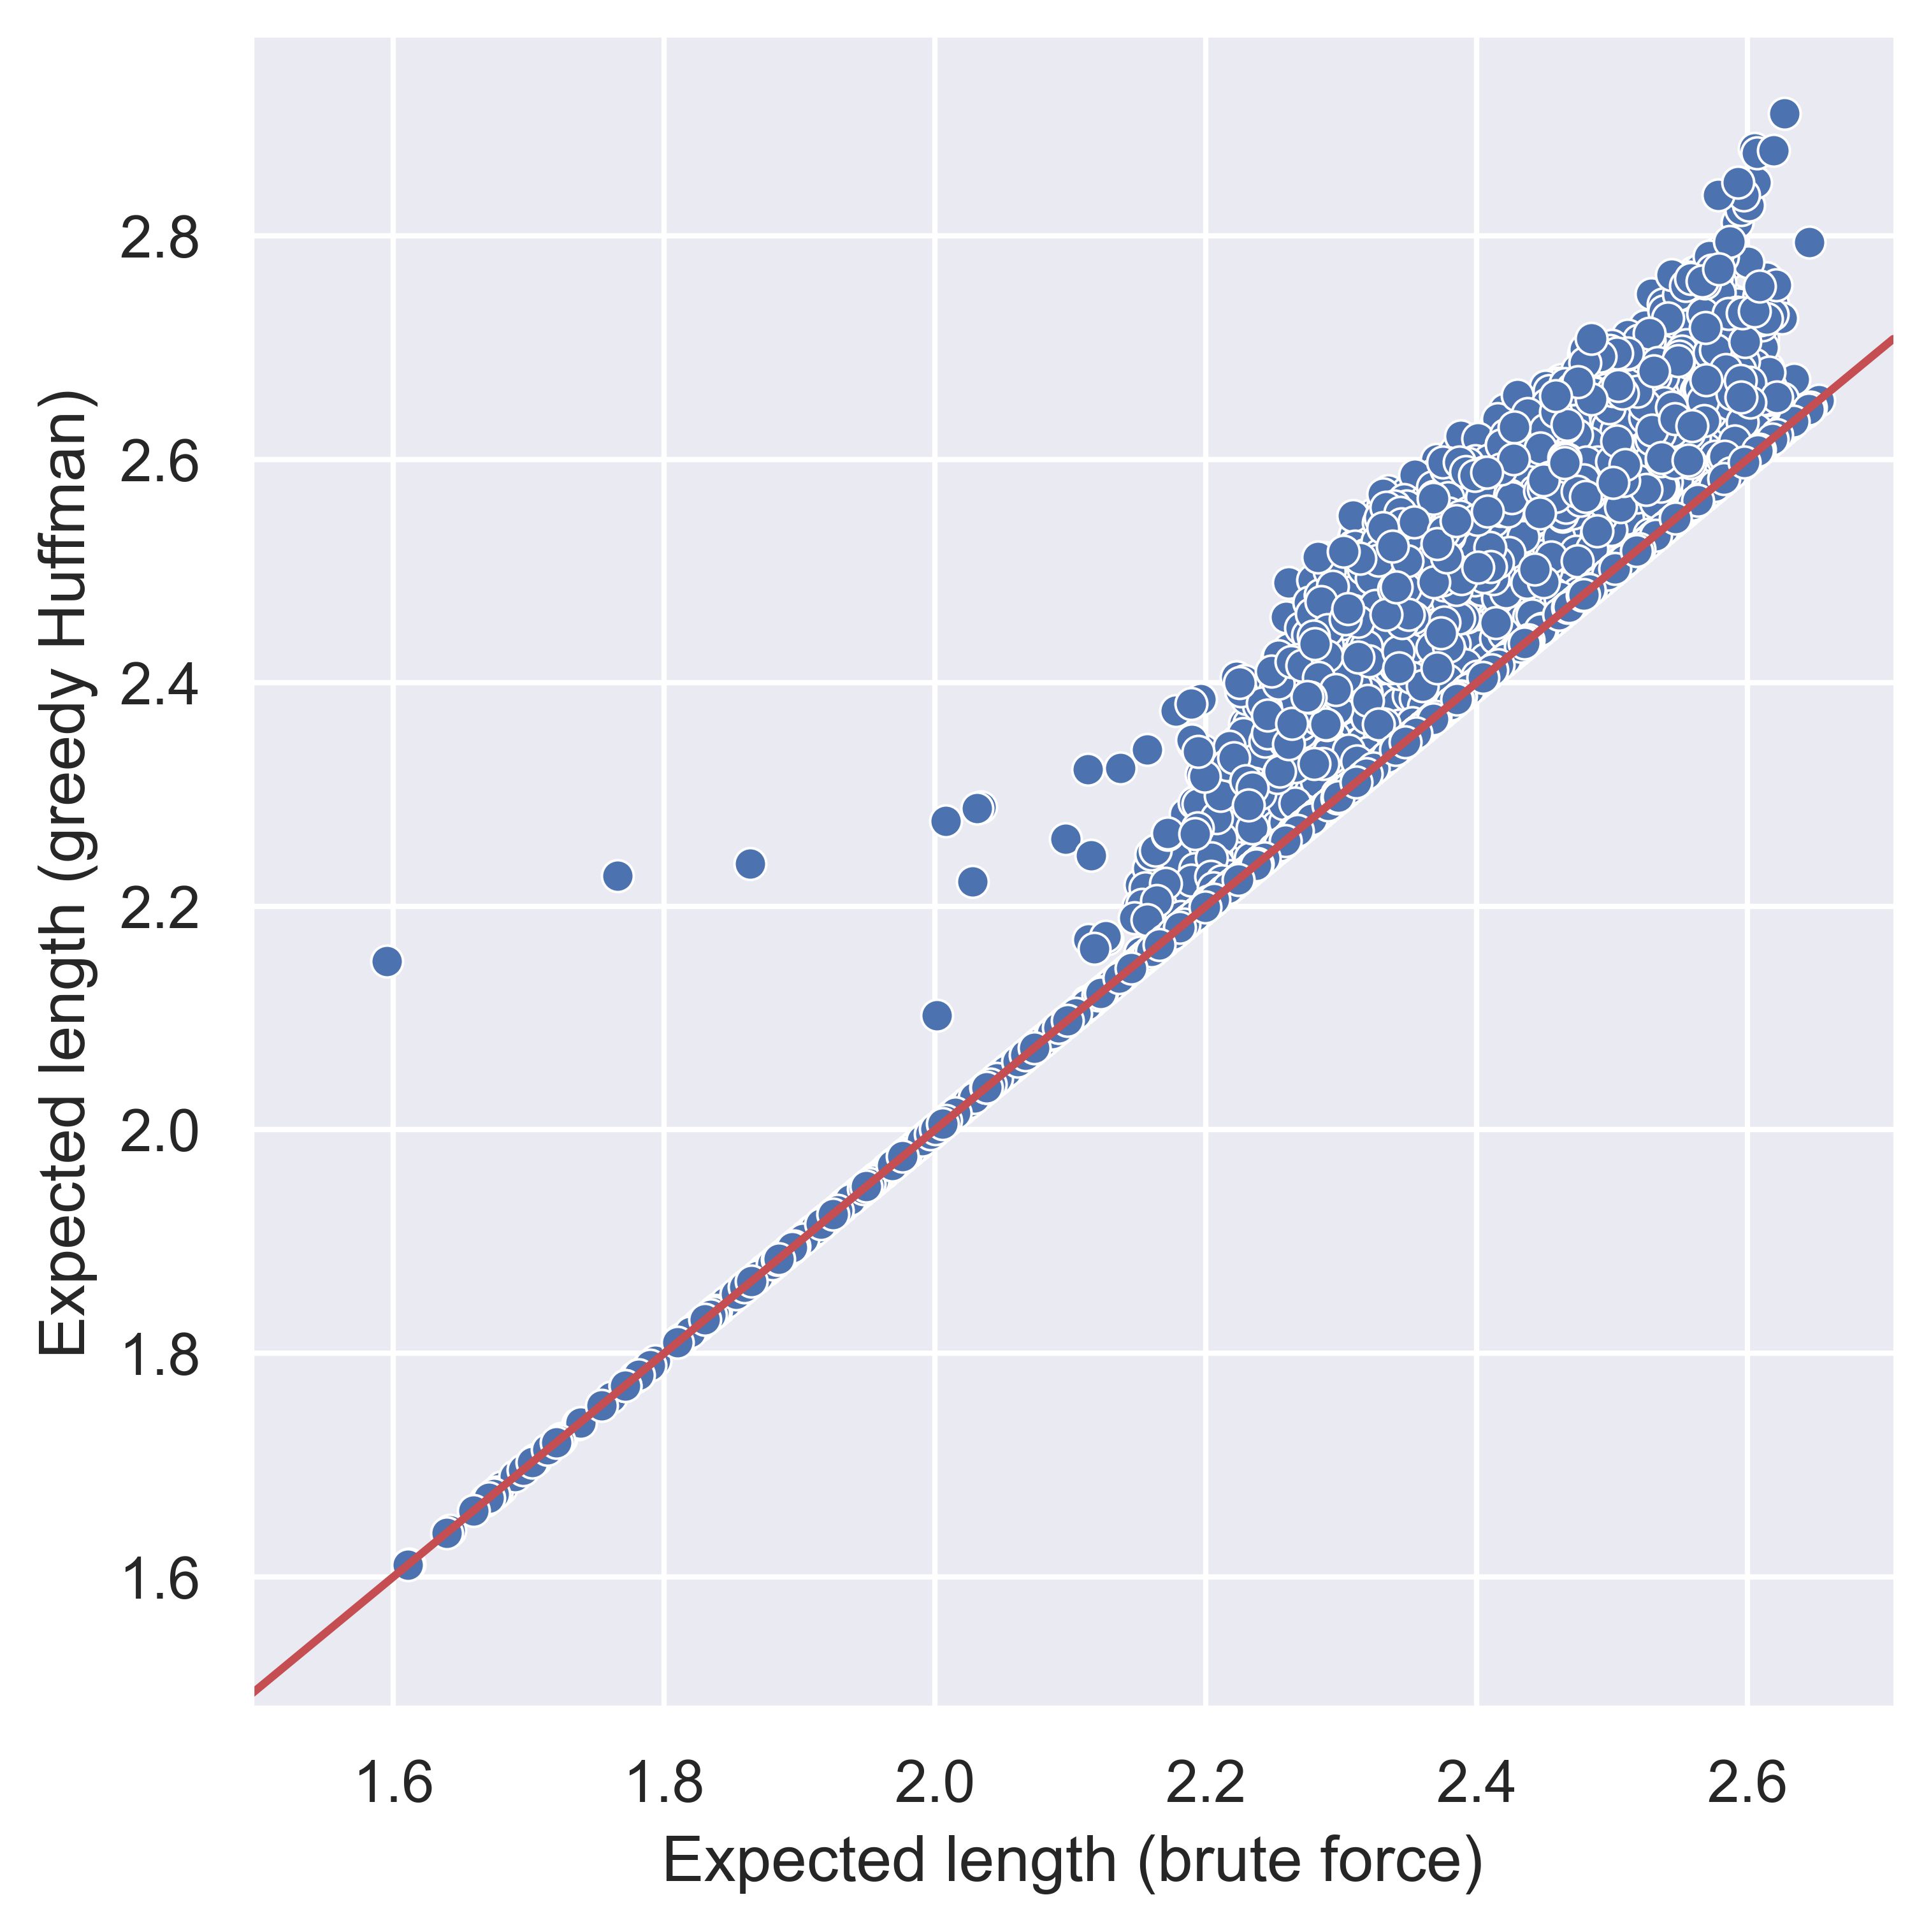 Expected length (greedy Huffman)
2.8
2.6
2.4
2.2
2.0
1.8
1.6
1.6 1.8 2.0 2.2 2.4 2.6
Expected length (brute force)